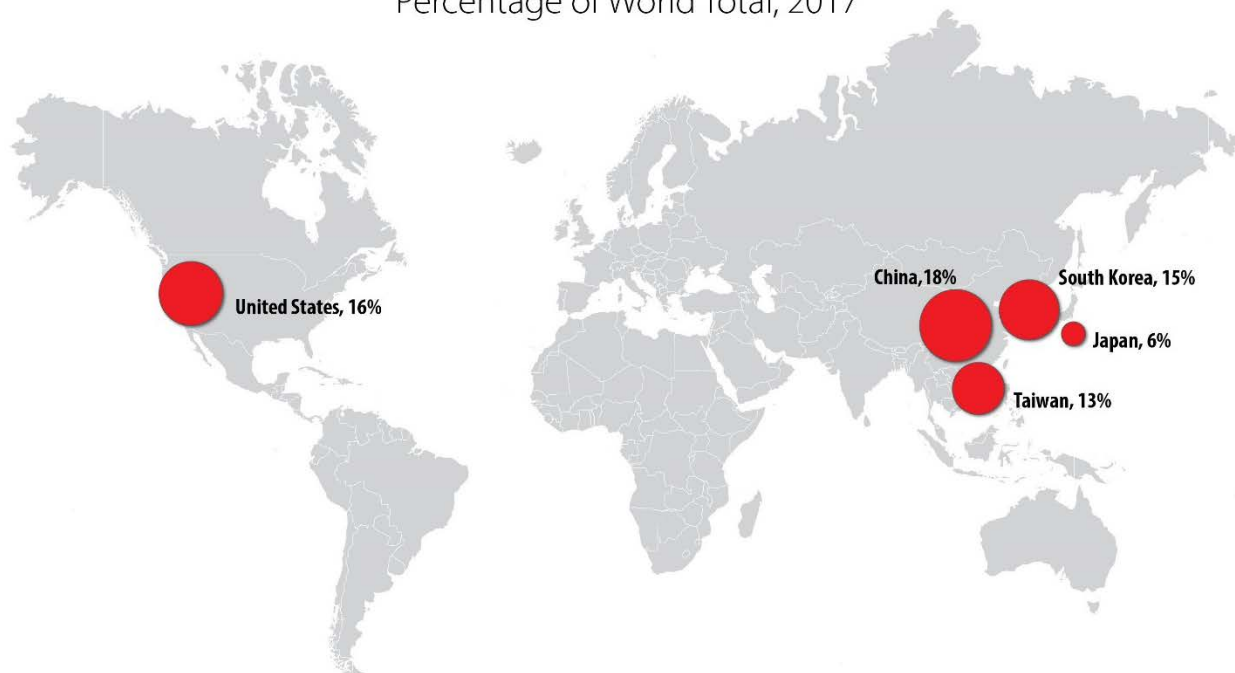 Percentage of World Total, 2017
China,18%
South Korea, 15%
United States, 16%
Japan, 6%
Taiwan, 13%